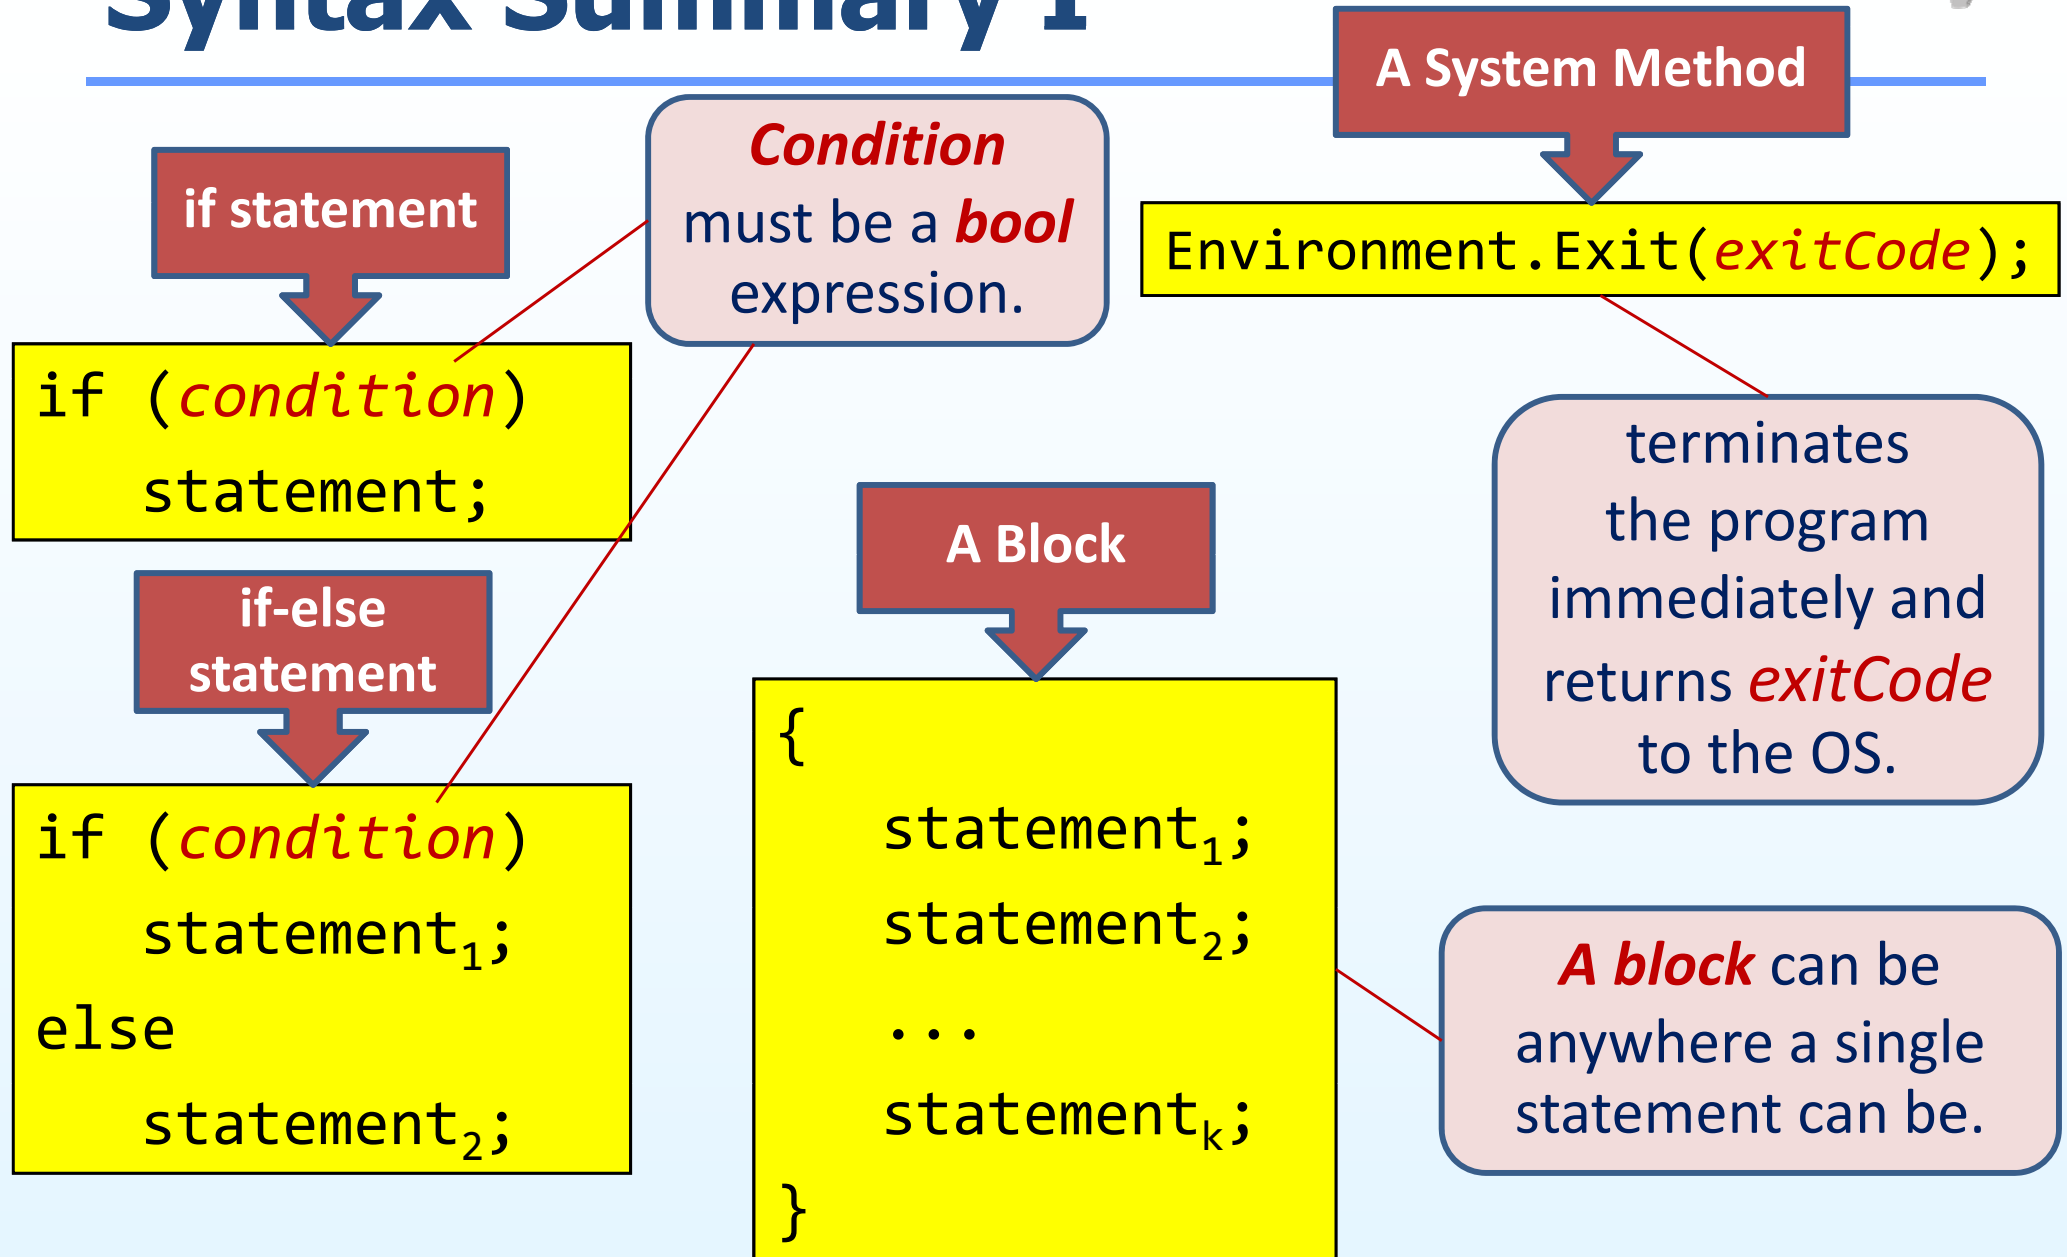 Syntax Summary I
A System Method
Environment.Exit(exitCode);
terminates
the program
immediately and
returns exitCode
to the OS.
Condition
must be a bool
expression.
if statement
if (condition)
statement;
if-else
statement
if (condition)
statement₁;
else
statement₂;
A Block
{
statement₁;
statement₂;
...
statementₖ;
}
A block can be
anywhere a single
statement can be.